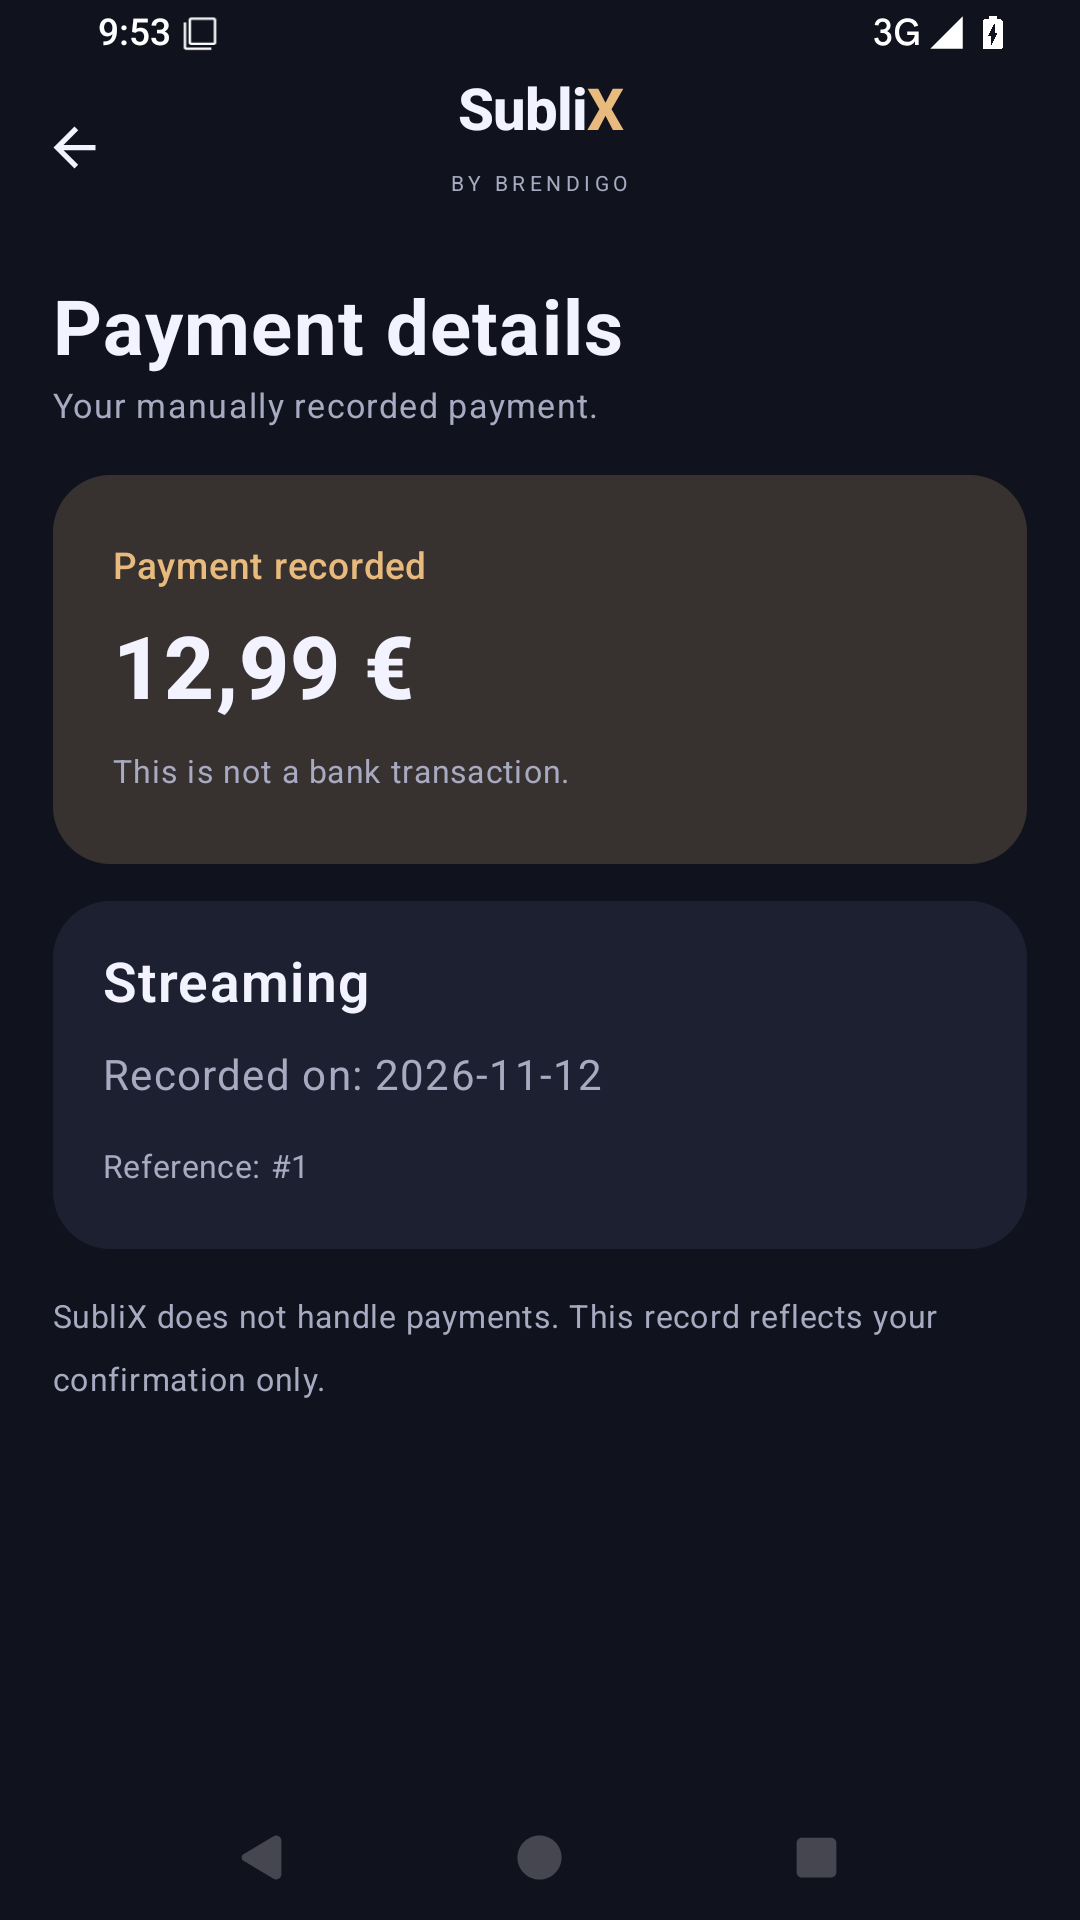 9:53
3G
SubliX
BY BRENDIGO
Payment details
Your manually recorded payment.
Payment recorded
12,99 €
This is not a bank transaction.
Streaming
Recorded on: 2026-11-12
Reference: #1
SubliX does not handle payments. This record reflects your
confirmation only.